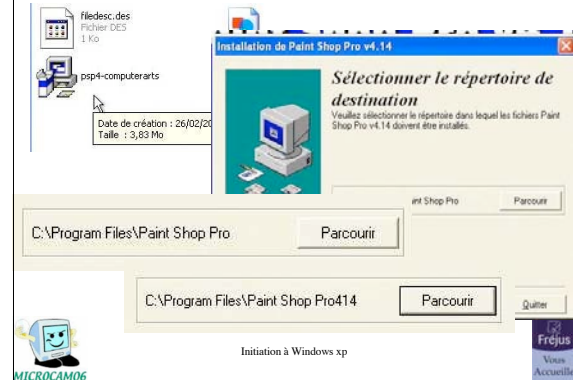 filedesc.des
Fichier DES
1 Ko
psp4-computerarts
Date de création : 26/02/20
Taille : 3,83 Mo
Installation de Paint Shop Pro v4.14
Sélectionner le répertoire de
destination
Veuillez sélectionner le répertoire dans lequel les fichiers Paint
Shop Pro v4.14 doivent être installés.
int Shop Pro
Parcourir
C:\Program Files\Paint Shop Pro
Parcourir
C:\Program Files\Paint Shop Pro414
Parcourir
Quitter
Initiation à Windows xp
MICROCAM06
Fréjus
Vous
Accueille